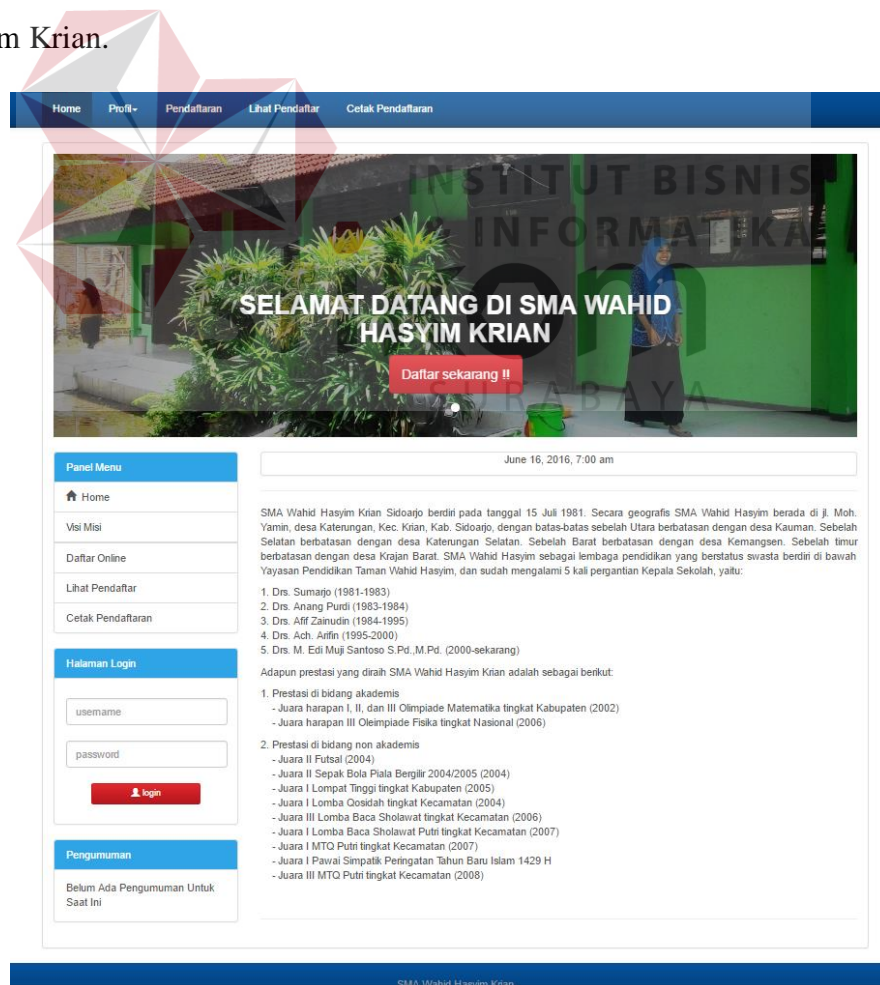 m Krian.
Home Profil Pendaftaran Lihat Pendaftar Cetak Pendaftaran
INSTITUT BISNIS
& INFORMATIKA
SURABAYA
SELAMAT DATANG DI SMA WAHID
HASYIM KRIAN
Daftar sekarang !!
Panel Menu
Home
Visi Misi
Daftar Online
Lihat Pendaftar
Cetak Pendaftaran
Halaman Login
username
password
login
Pengumuman
Belum Ada Pengumuman Untuk
Saat Ini
June 16, 2016, 7:00 am
SMA Wahid Hasyim Krian Sidoarjo berdiri pada tanggal 15 Juli 1981. Secara geografis SMA Wahid Hasyim berada di jl. Moh.
Yamin, desa Katerungan, Kec. Krian, Kab. Sidoarjo, dengan batas-batas sebelah Utara berbatasan dengan desa Kauman. Sebelah
Selatan berbatasan dengan desa Katerungan Selatan. Sebelah Barat berbatasan dengan desa Kemangsen. Sebelah timur
berbatasan dengan desa Krajan Barat. SMA Wahid Hasyim sebagai lembaga pendidikan yang berstatus swasta berdiri di bawah
Yayasan Pendidikan Taman Wahid Hasyim, dan sudah mengalami 5 kali pergantian Kepala Sekolah, yaitu:
1. Drs. Sumarjo (1981-1983)
2. Drs. Anang Purdi (1983-1984)
3. Drs. Afif Zainudin (1984-1995)
4. Drs. Ach. Arifin (1995-2000)
5. Drs. M. Edi Muji Santoso S.Pd.,M.Pd. (2000-sekarang)
Adapun prestasi yang diraih SMA Wahid Hasyim Krian adalah sebagai berikut:
1. Prestasi di bidang akademis
- Juara harapan I, II, dan III Olimpiade Matematika tingkat Kabupaten (2002)
- Juara harapan III Oleimpiade Fisika tingkat Nasional (2006)
2. Prestasi di bidang non akademis
- Juara II Futsal (2004)
- Juara II Sepak Bola Piala Bergilir 2004/2005 (2004)
- Juara I Lompat Tinggi tingkat Kabupaten (2005)
- Juara I Lomba Qosidah tingkat Kecamatan (2004)
- Juara III Lomba Baca Sholawat tingkat Kecamatan (2006)
- Juara I Lomba Baca Sholawat Putri tingkat Kecamatan (2007)
- Juara I MTQ Putri tingkat Kecamatan (2007)
- Juara I Pawai Simpatik Peringatan Tahun Baru Islam 1429 H
- Juara III MTQ Putri tingkat Kecamatan (2008)
SMA Wahid Hasyim Krian